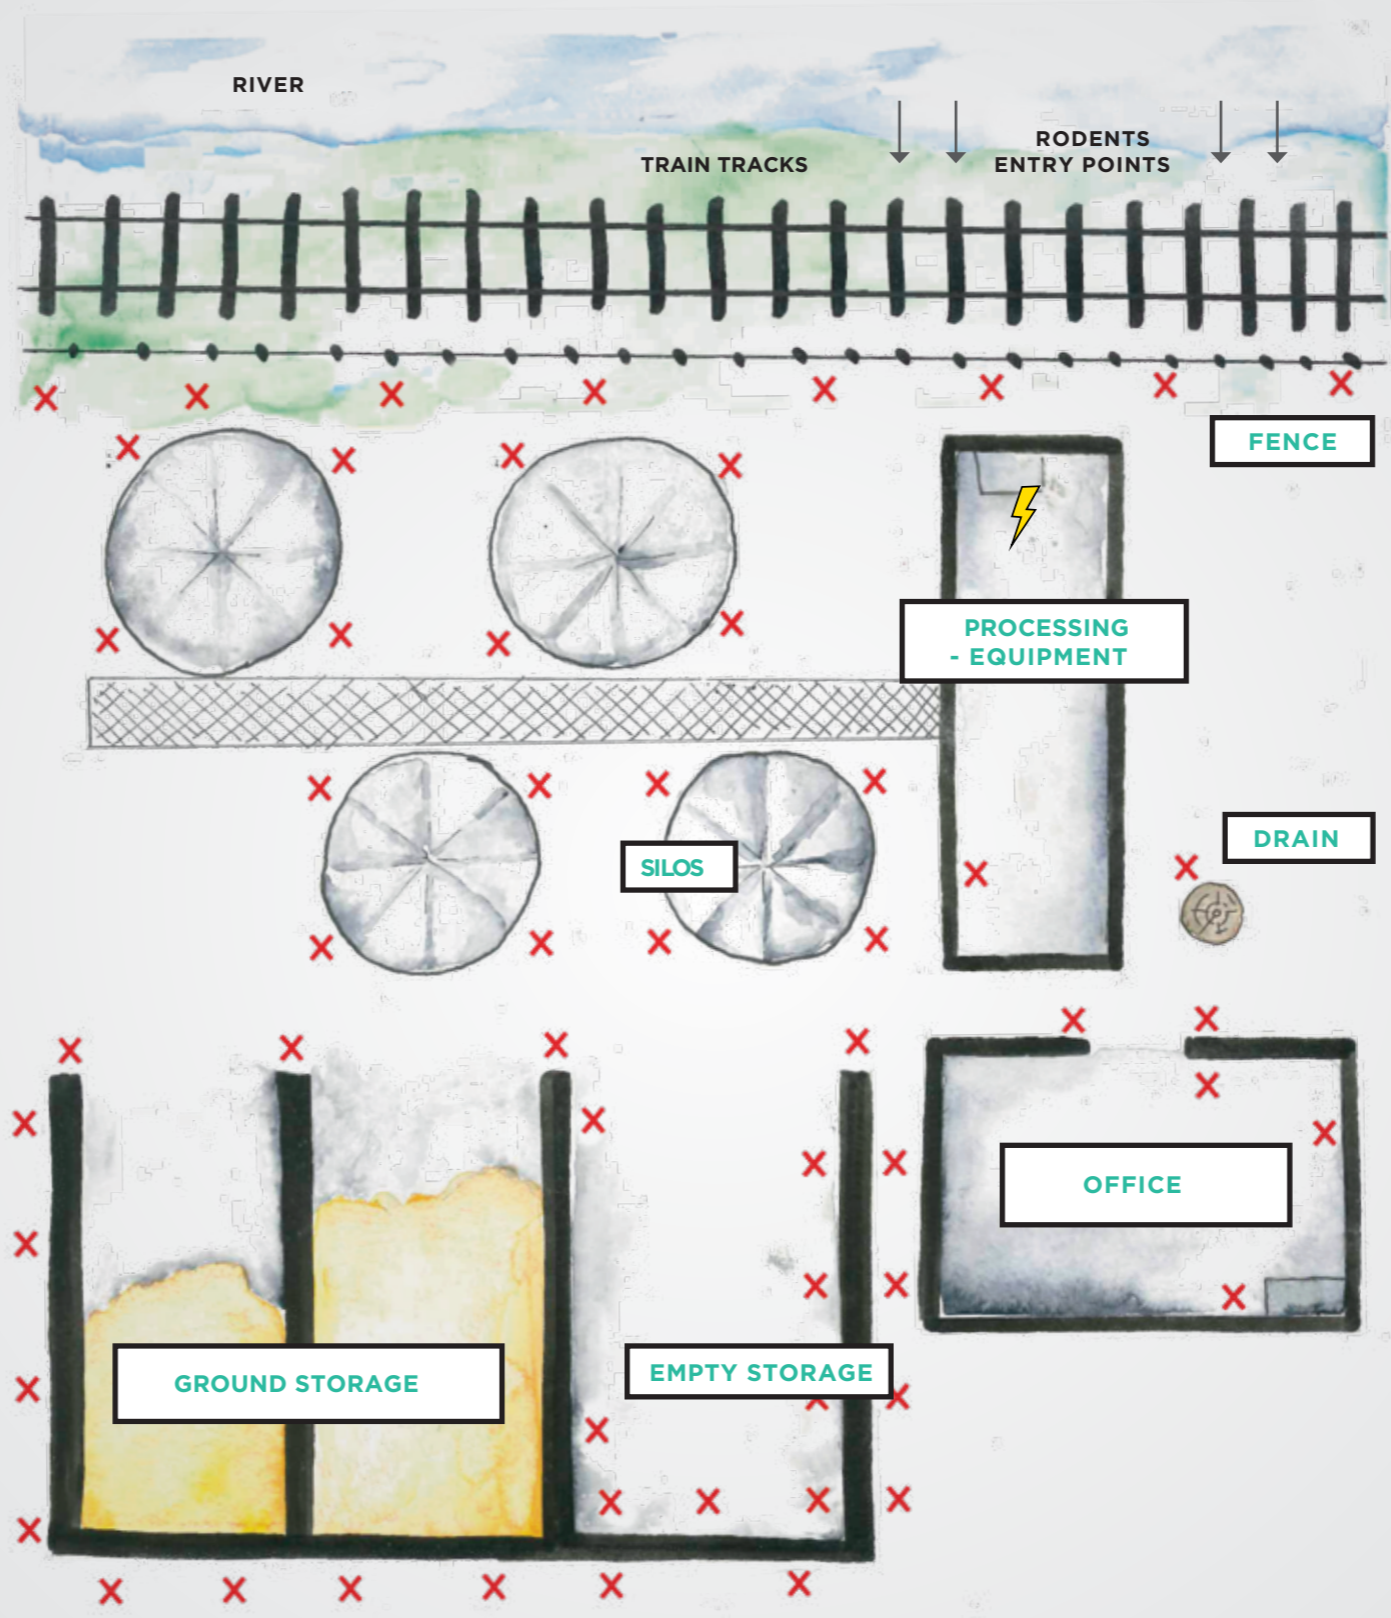 RIVER
TRAIN TRACKS
RODENTS
ENTRY POINTS
FENCE
PROCESSING
- EQUIPMENT
SILOS
DRAIN
OFFICE
GROUND STORAGE
EMPTY STORAGE